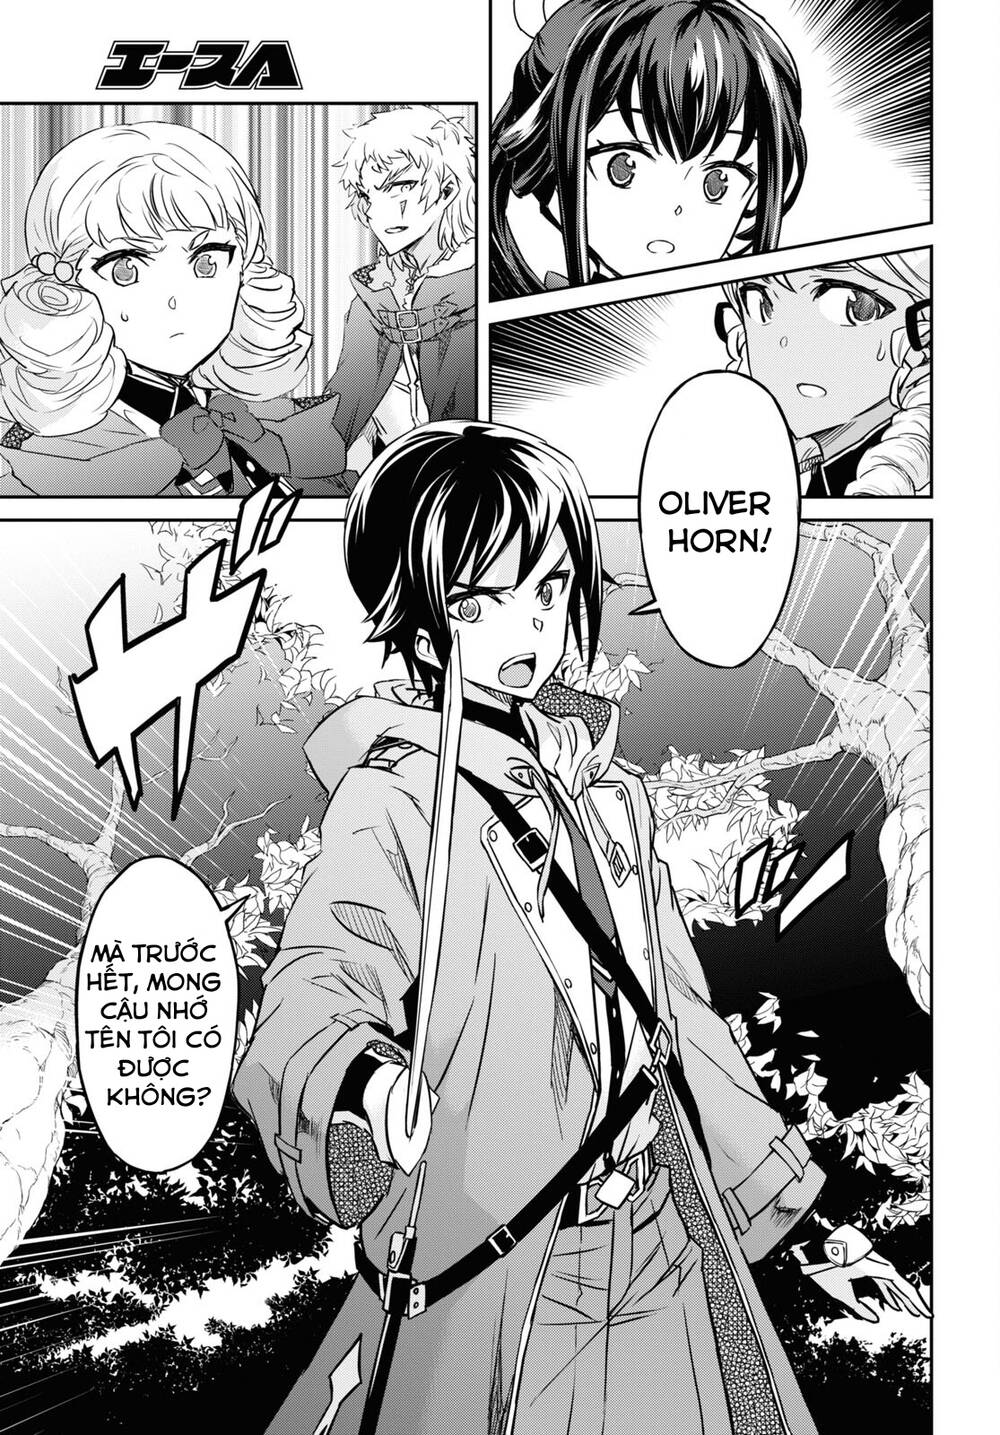 エースA
OLIVER
HORN!
MÀ TRƯỚC
HẾT, MONG
CẬU NHỚ
TÊN TÔI CÓ
ĐƯỢC
KHÔNG?